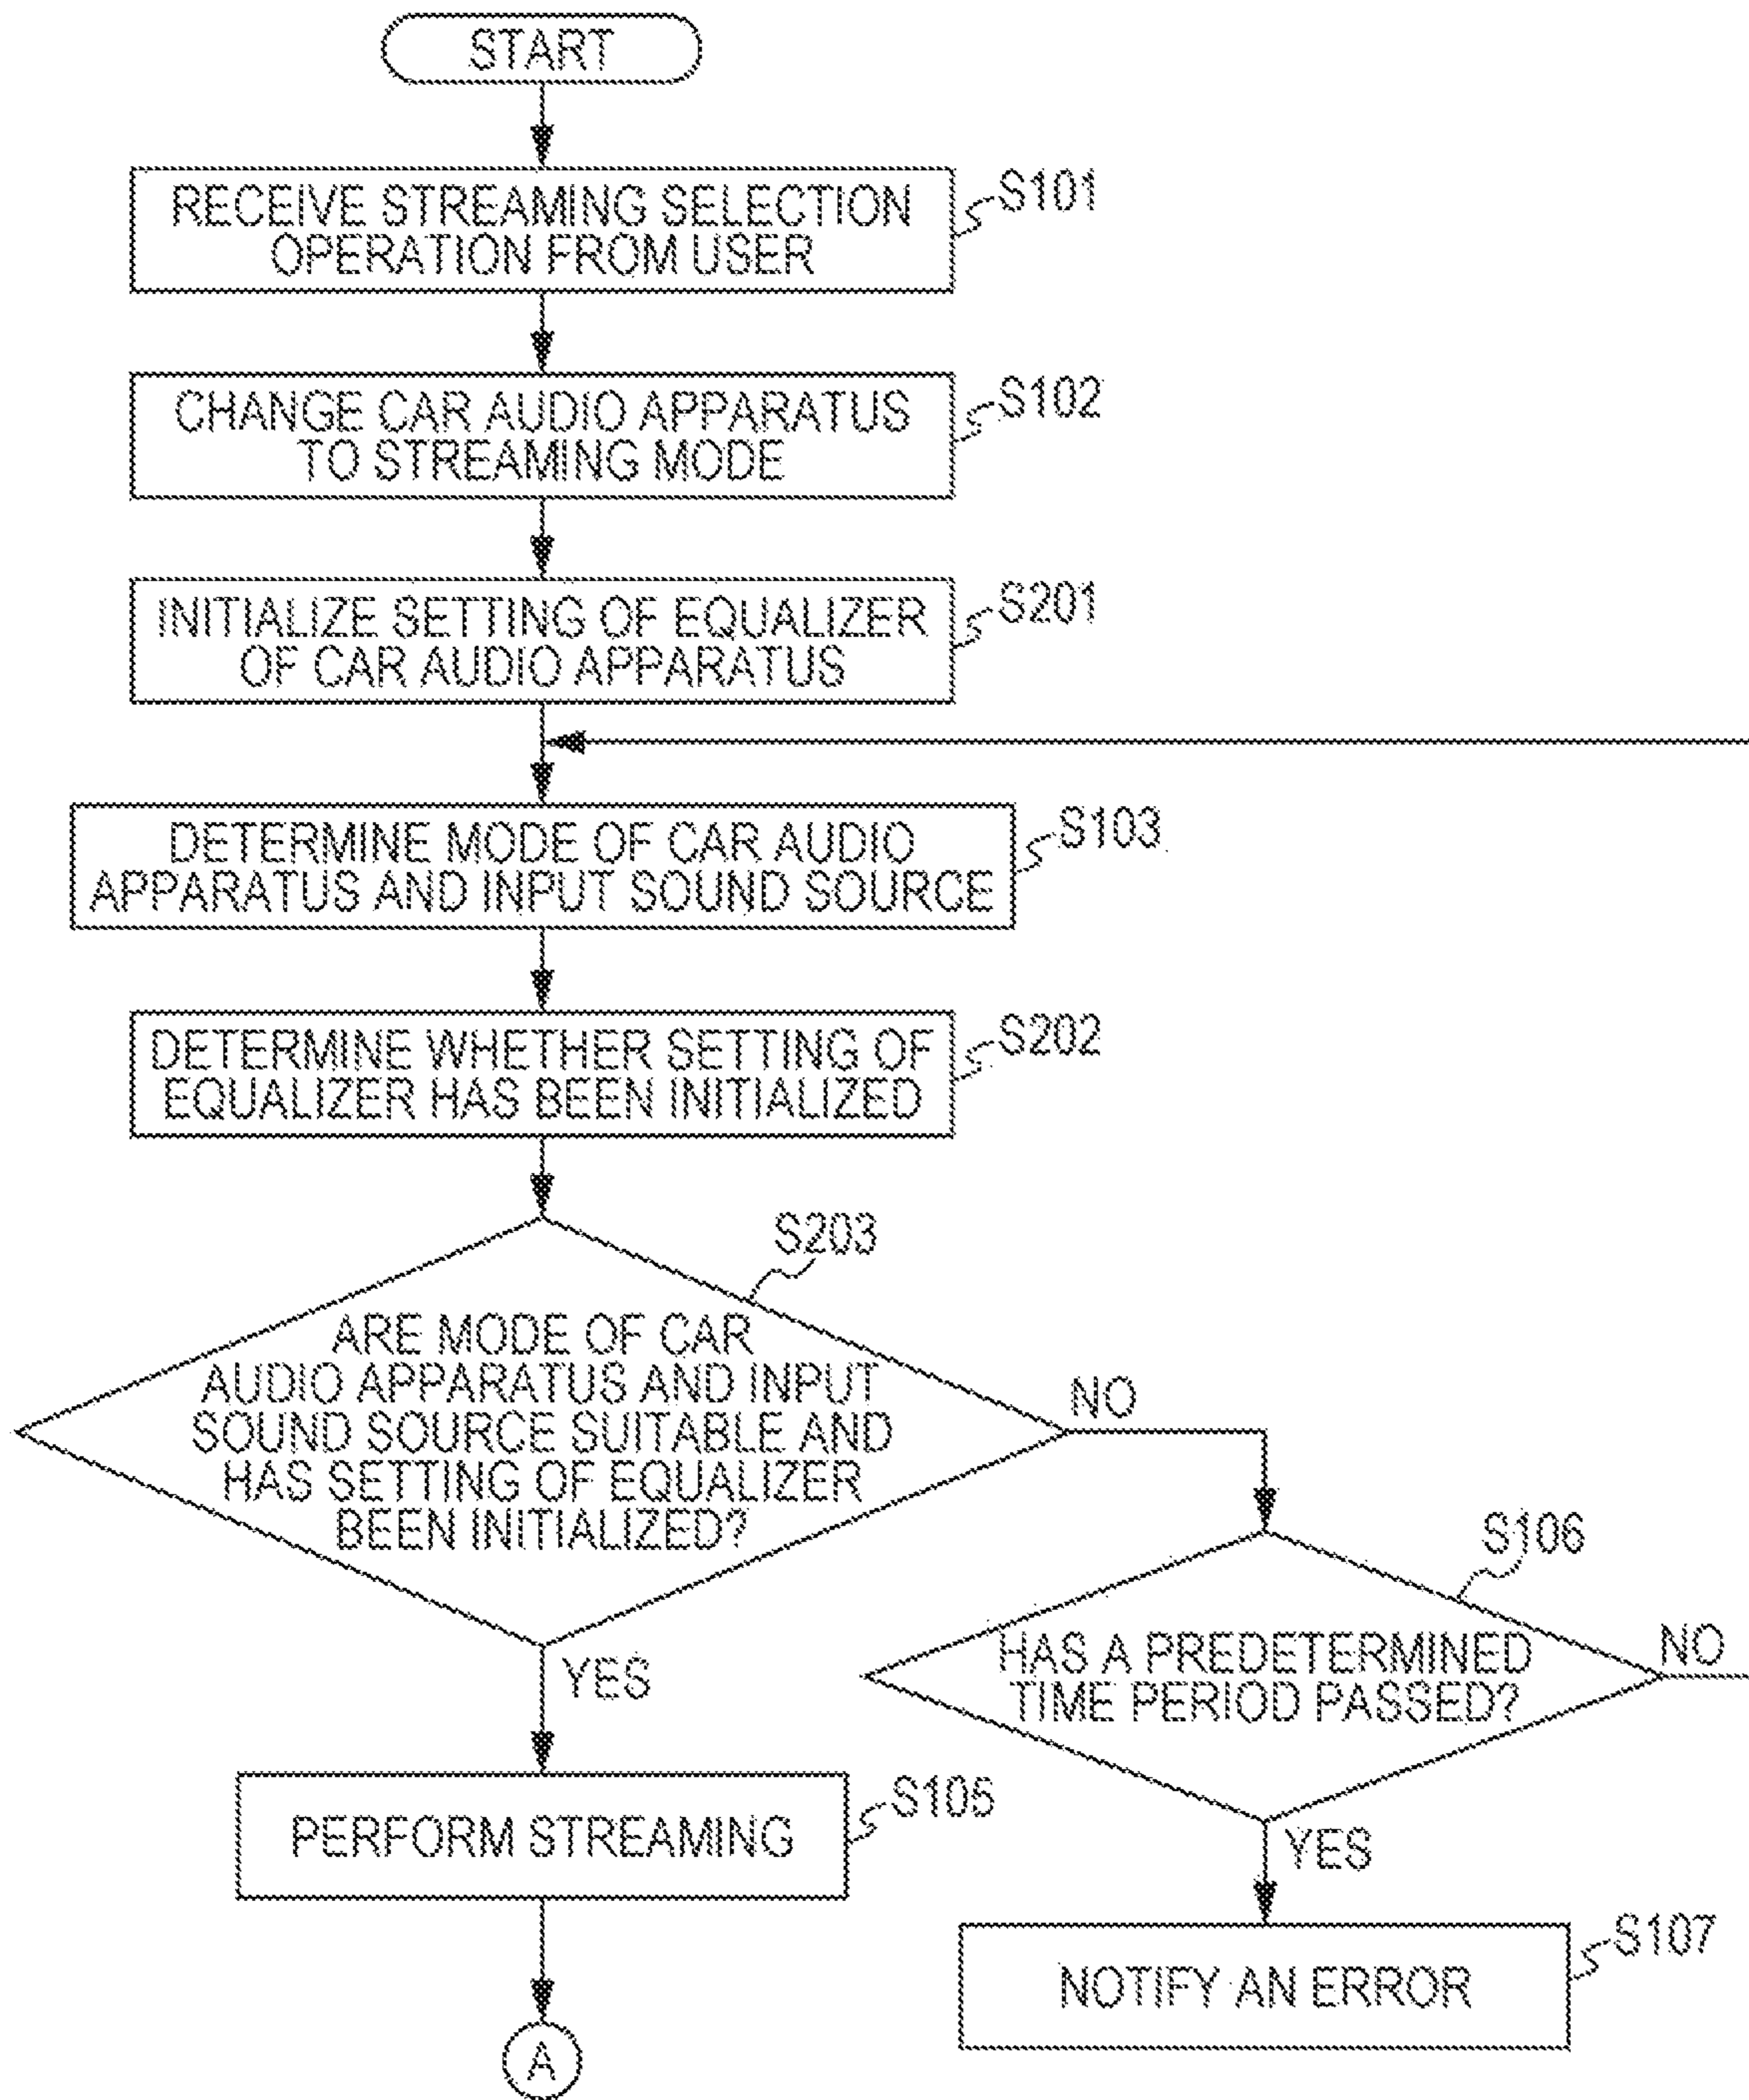 START
RECEIVE STREAMING SELECTION
OPERATION FROM USER
S101
CHANGE CAR AUDIO APPARATUS
TO STREAMING MODE
S102
INITIALIZE SETTING OF EQUALIZER
OF CAR AUDIO APPARATUS
S201
DETERMINE MODE OF CAR AUDIO
APPARATUS AND INPUT SOUND SOURCE
S103
DETERMINE WHETHER SETTING OF
EQUALIZER HAS BEEN INITIALIZED
S202
S203
ARE MODE OF CAR
AUDIO APPARATUS AND INPUT
SOUND SOURCE SUITABLE AND
HAS SETTING OF EQUALIZER
BEEN INITIALIZED?
NO
YES
S106
HAS A PREDETERMINED
TIME PERIOD PASSED?
NO
YES
PERFORM STREAMING
S105
NOTIFY AN ERROR
S107
A